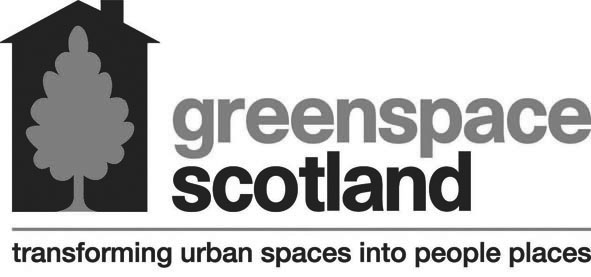 greenspace
scotland
transforming urban spaces into people places